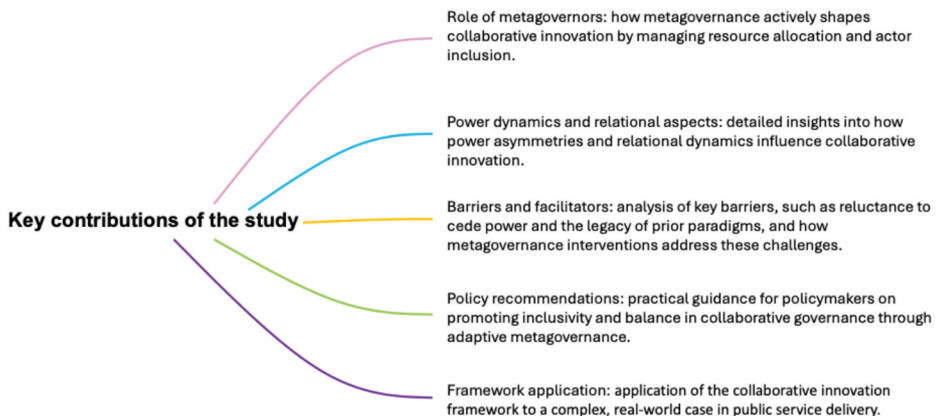 Role of metagovernors: how metagovernance actively shapes
collaborative innovation by managing resource allocation and actor
inclusion.
Power dynamics and relational aspects: detailed insights into how
power asymmetries and relational dynamics influence collaborative
innovation.
Key contributions of the study
Barriers and facilitators: analysis of key barriers, such as reluctance to
cede power and the legacy of prior paradigms, and how
metagovernance interventions address these challenges.
Policy recommendations: practical guidance for policymakers on
promoting inclusivity and balance in collaborative governance through
adaptive metagovernance.
Framework application: application of the collaborative innovation
framework to a complex, real-world case in public service delivery.